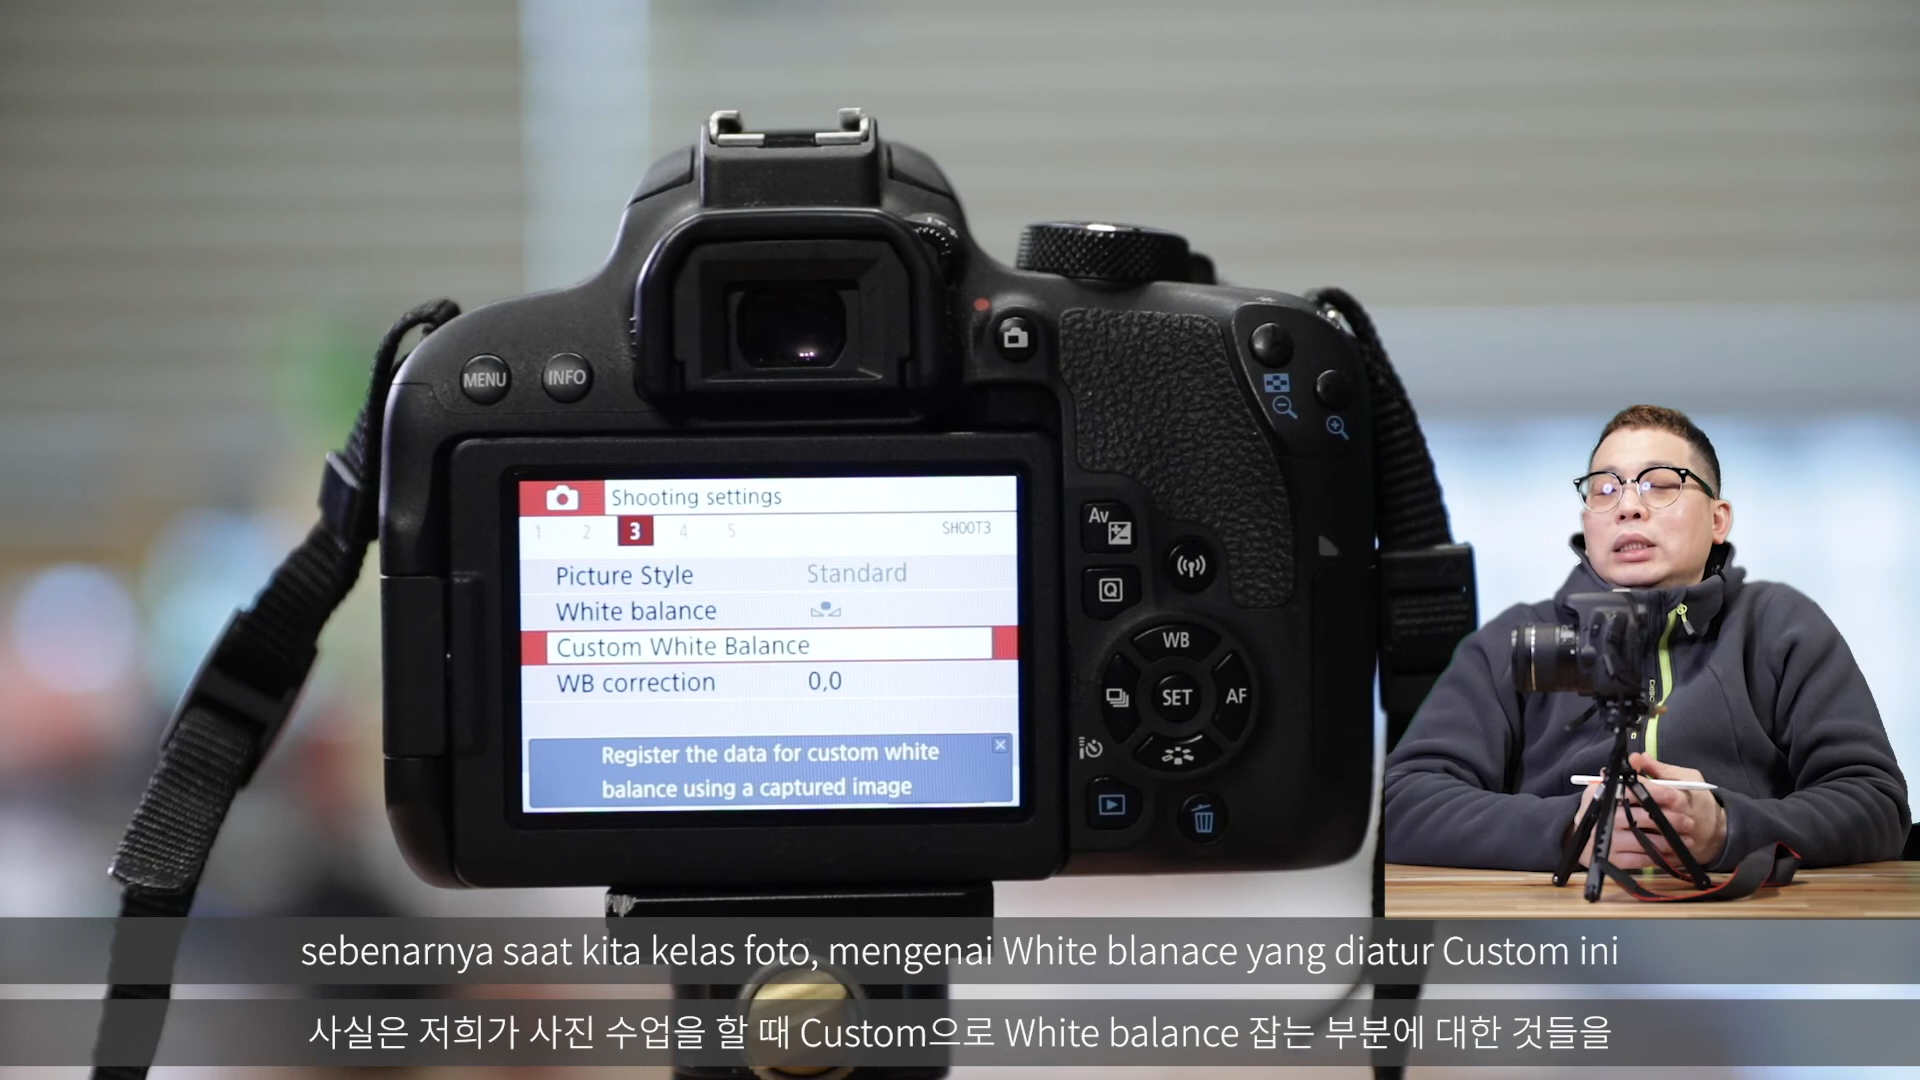 MENU
INFO
Shooting settings
1 2 3 4 5 SHOOT3
Picture Style Standard
White balance
Custom White Balance
WB correction 0,0
Register the data for custom white
balance using a captured image
Av
Q
WB
SET
AF
sebenarnya saat kita kelas foto, mengenai White blanace yang diatur Custom ini
사실은 저희가 사진 수업을 할 때 Custom으로 White balance 잡는 부분에 대한 것들을